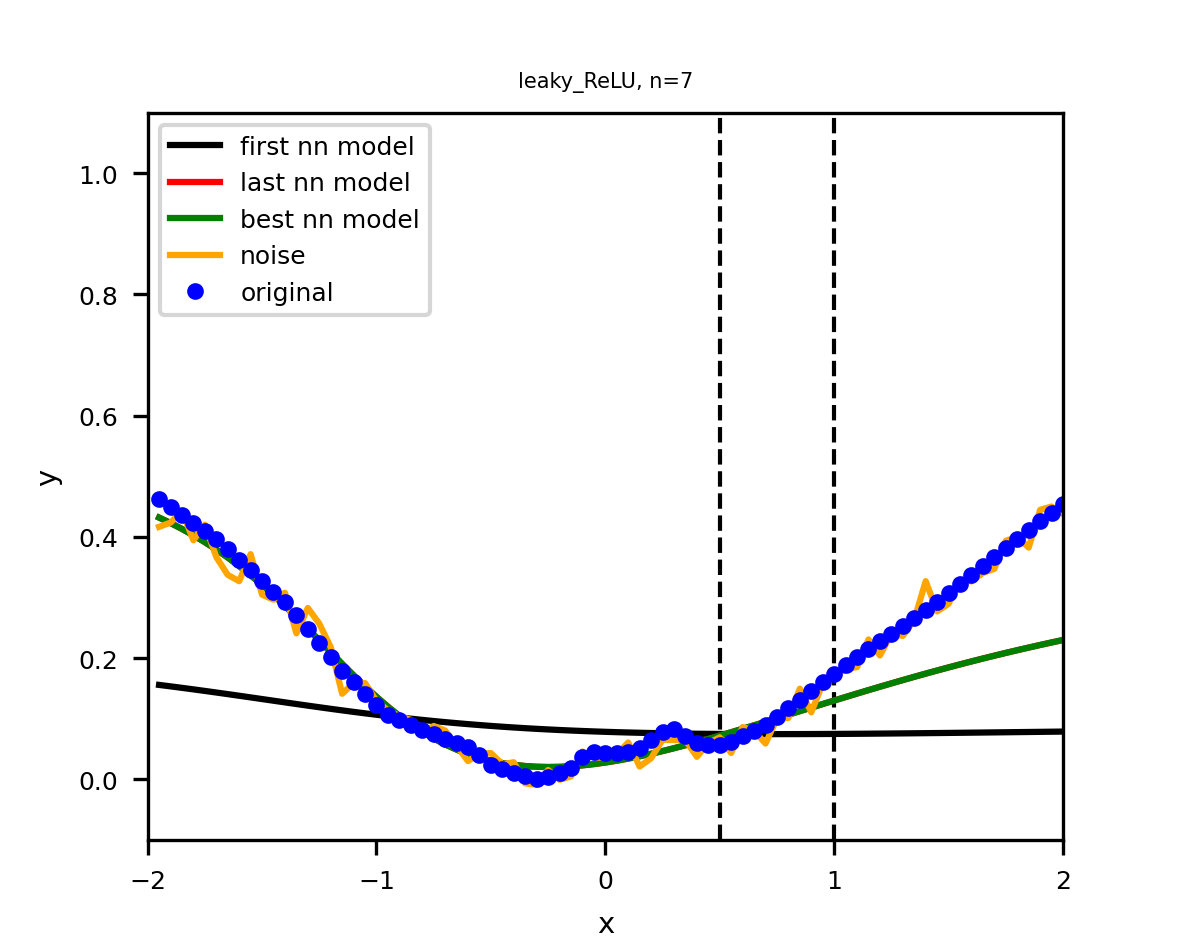 leaky_ReLU, n=7
first nn model
last nn model
best nn model
noise
original
1.0
0.8
0.6
0.4
0.2
0.0
y
−2
−1
0
1
2
x